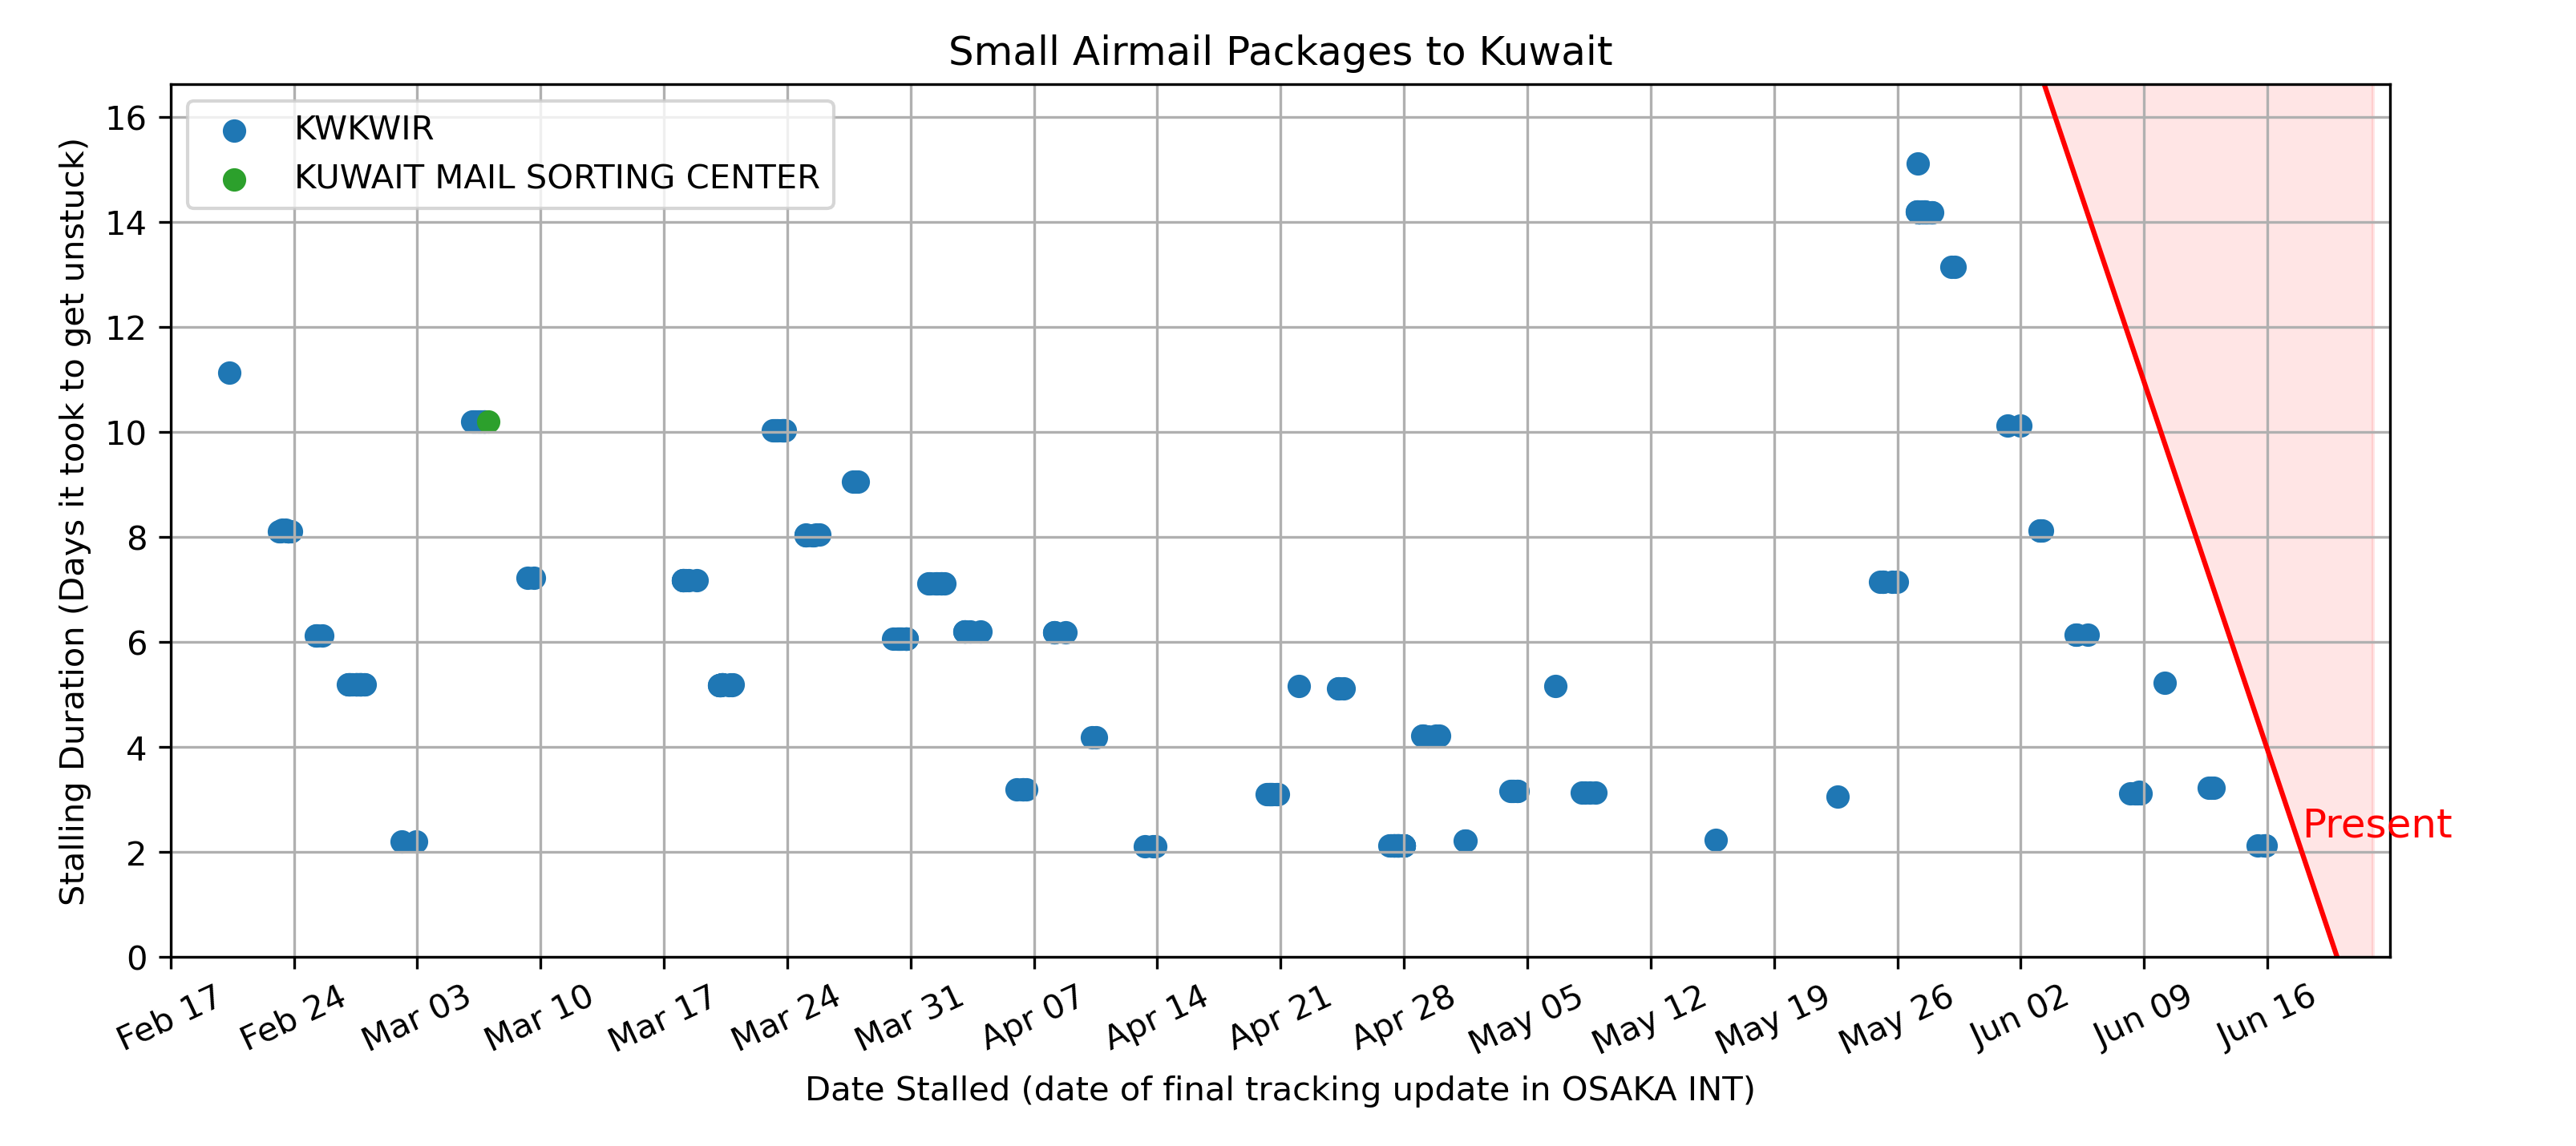 Small Airmail Packages to Kuwait
KWKWIR
KUWAIT MAIL SORTING CENTER
Stalling Duration (Days it took to get unstuck)
16
14
12
10
8
6
4
2
0
Present
Feb 17
Feb 24
Mar 03
Mar 10
Mar 17
Mar 24
Mar 31
Apr 07
Apr 14
Apr 21
Apr 28
May 05
May 12
May 19
May 26
Jun 02
Jun 09
Jun 16
Date Stalled (date of final tracking update in OSAKA INT)